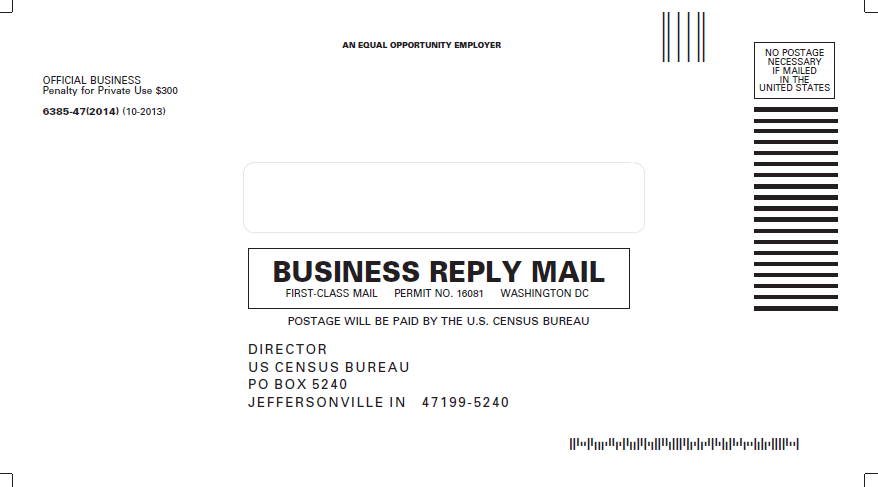 AN EQUAL OPPORTUNITY EMPLOYER
NO POSTAGE
NECESSARY
IF MAILED
IN THE
UNITED STATES
OFFICIAL BUSINESS
Penalty for Private Use $300
6385-47(2014) (10-2013)
BUSINESS REPLY MAIL
FIRST-CLASS MAIL PERMIT NO. 16081 WASHINGTON DC
POSTAGE WILL BE PAID BY THE U.S. CENSUS BUREAU
DIRECTOR
US CENSUS BUREAU
PO BOX 5240
JEFFERSONVILLE IN 47199-5240